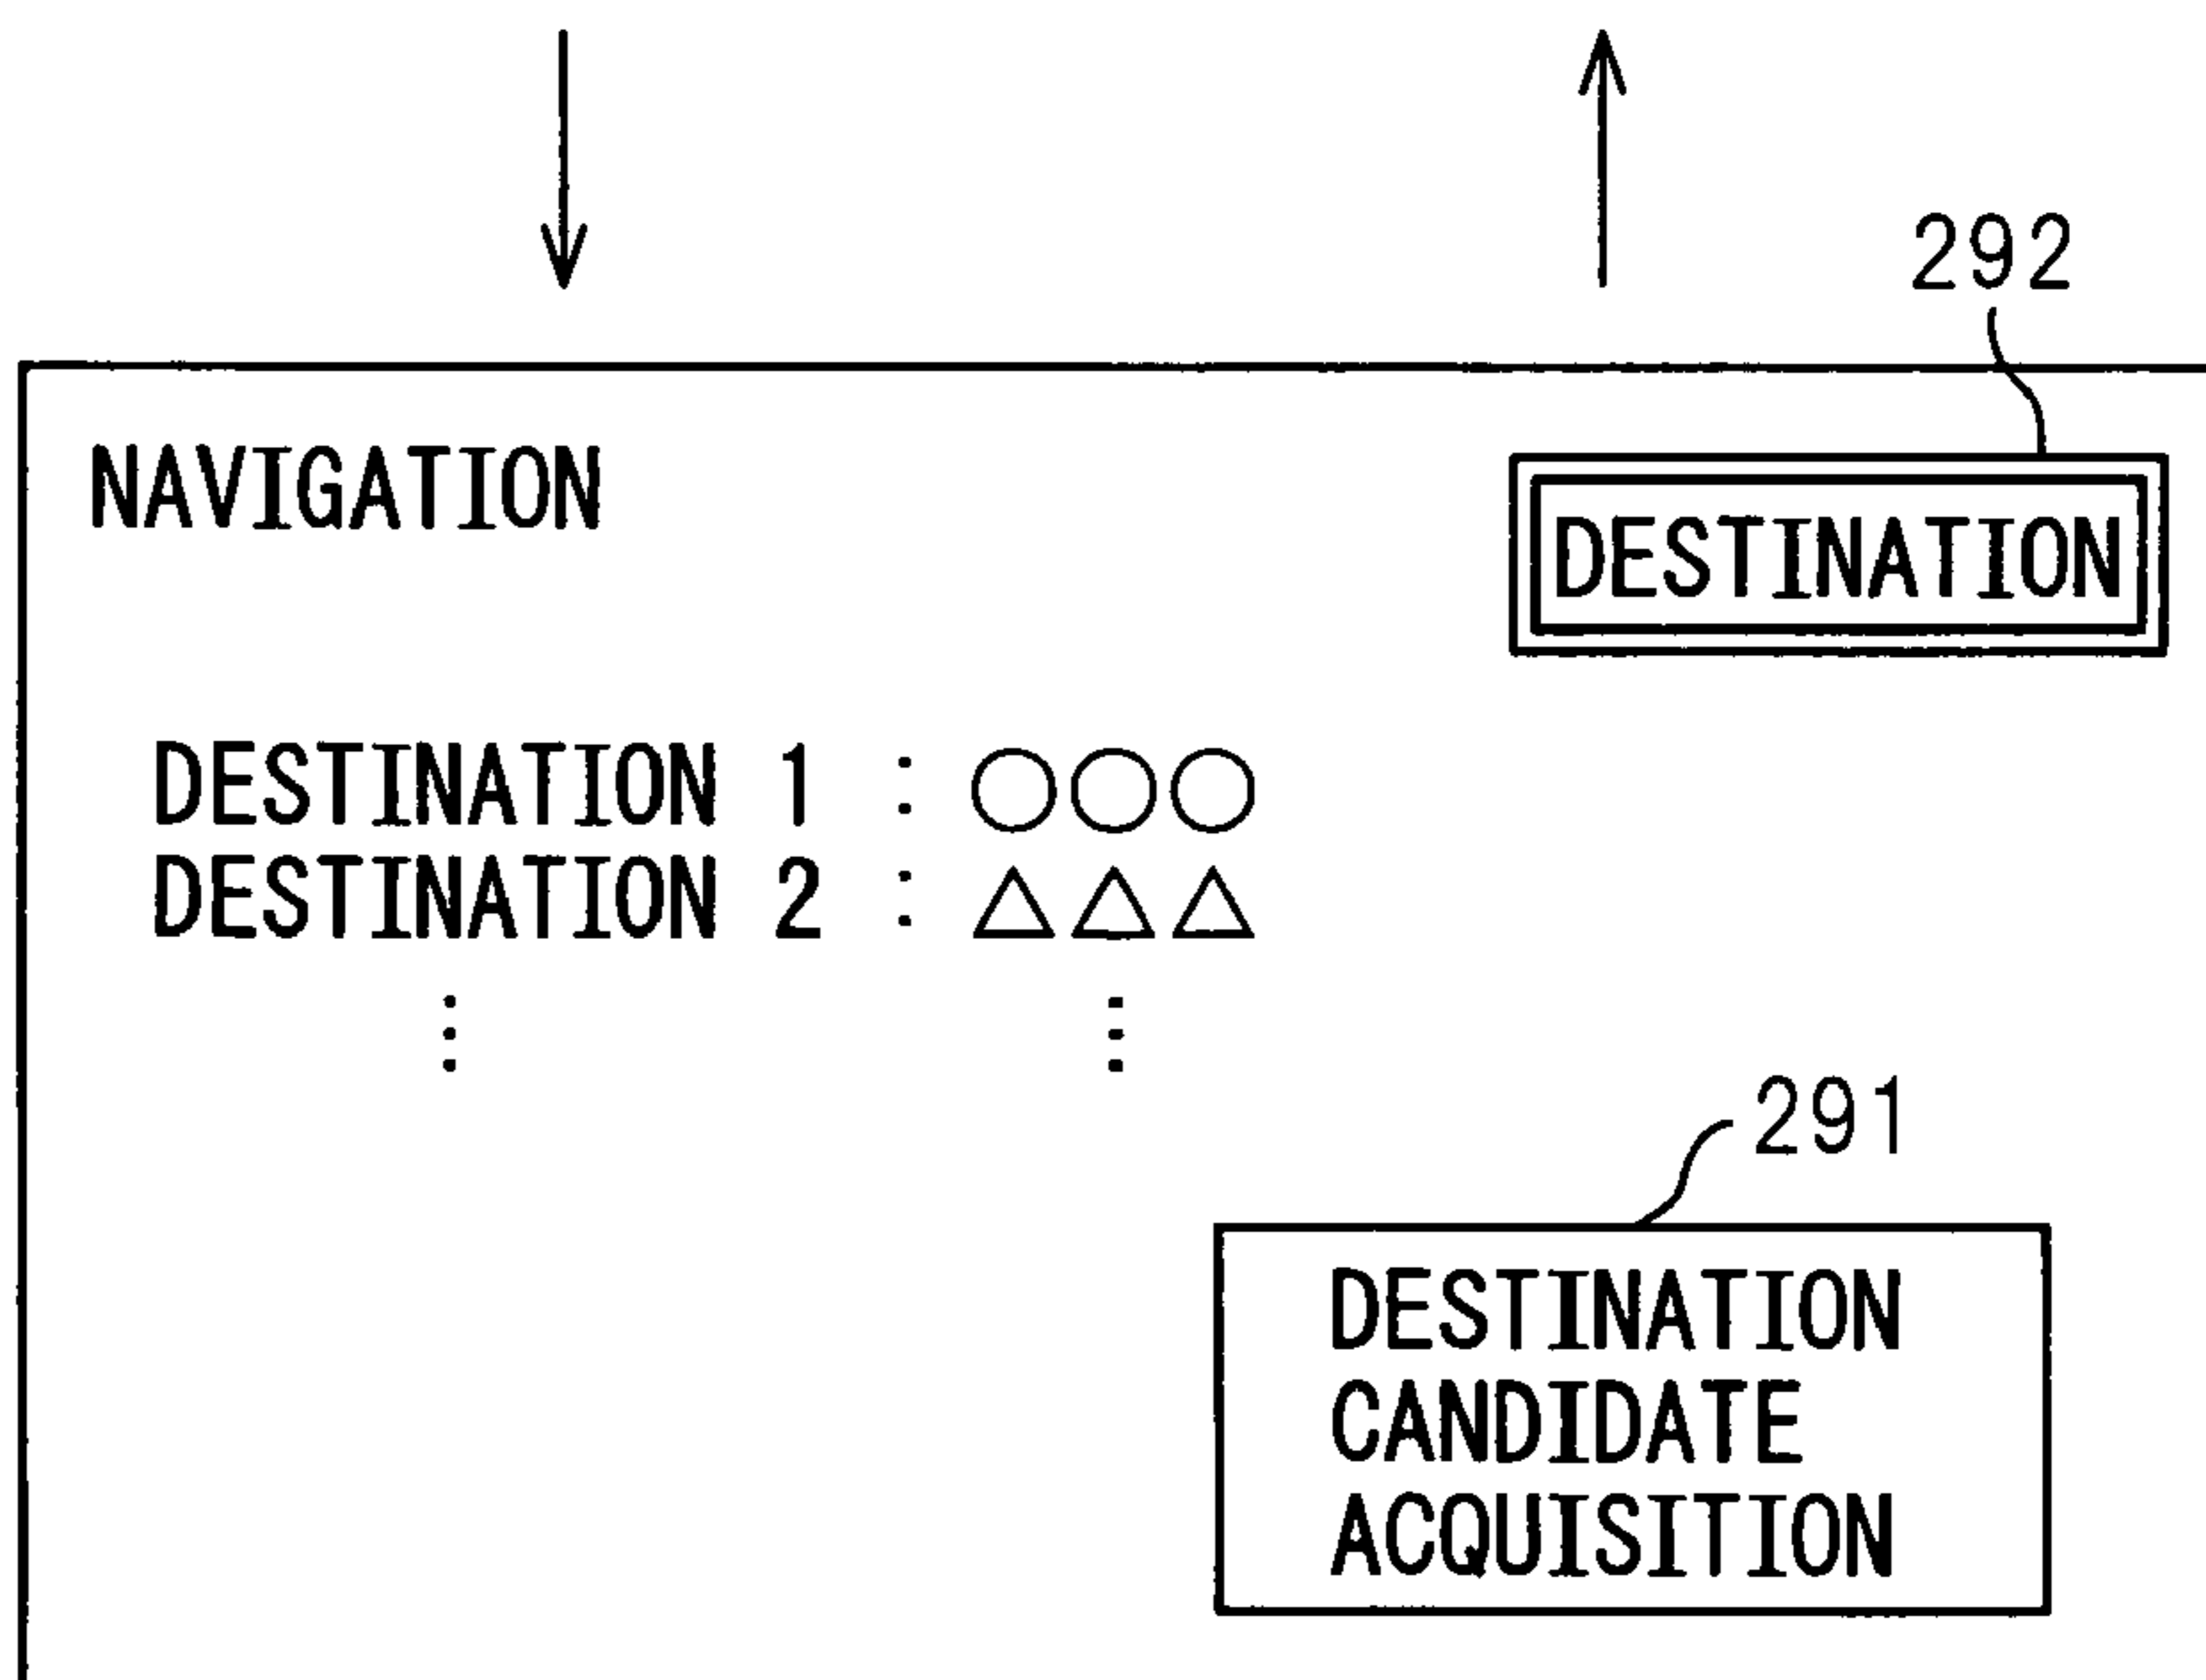 292
NAVIGATION
DESTINATION
DESTINATION 1 : ○○○
DESTINATION 2 : △△△
⋮ ⋮
291
DESTINATION
CANDIDATE
ACQUISITION